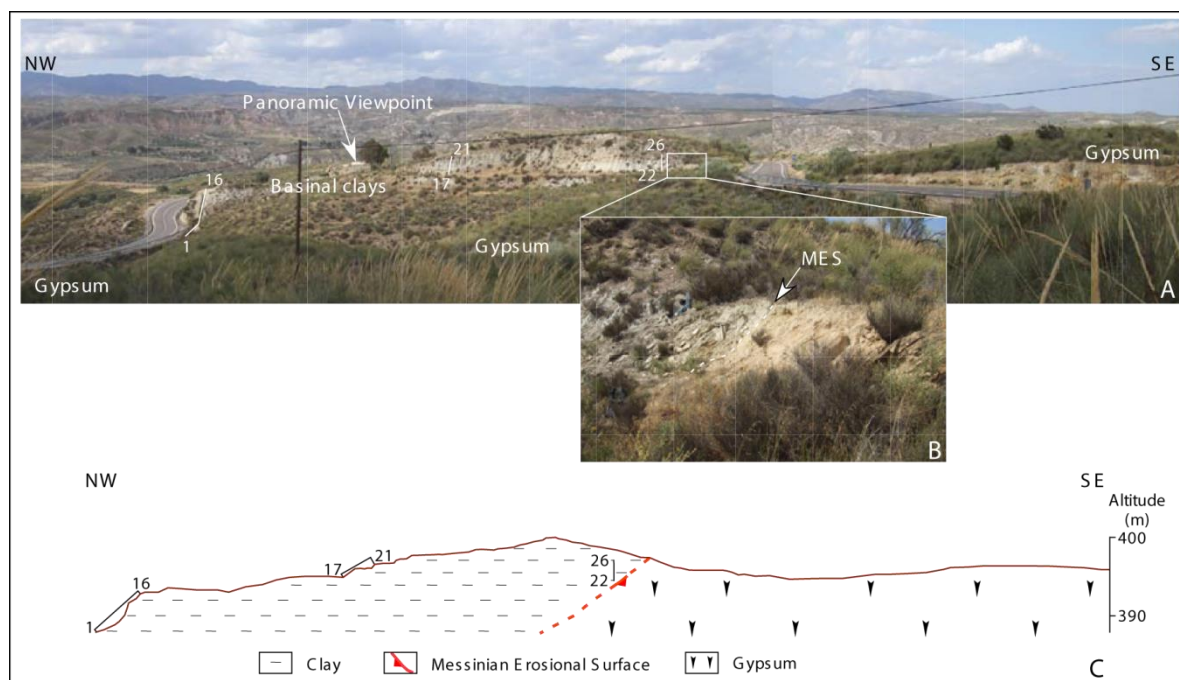 NW
SE
Panoramic Viewpoint
21
26
Gypsum
16
Basinal clays
17
22
1
Gypsum
Gypsum
A
MES
B
NW
SE
Altitude
(m)
400
26
22
21
17
16
1
390
Clay
Messinian Erosional Surface
Gypsum
C